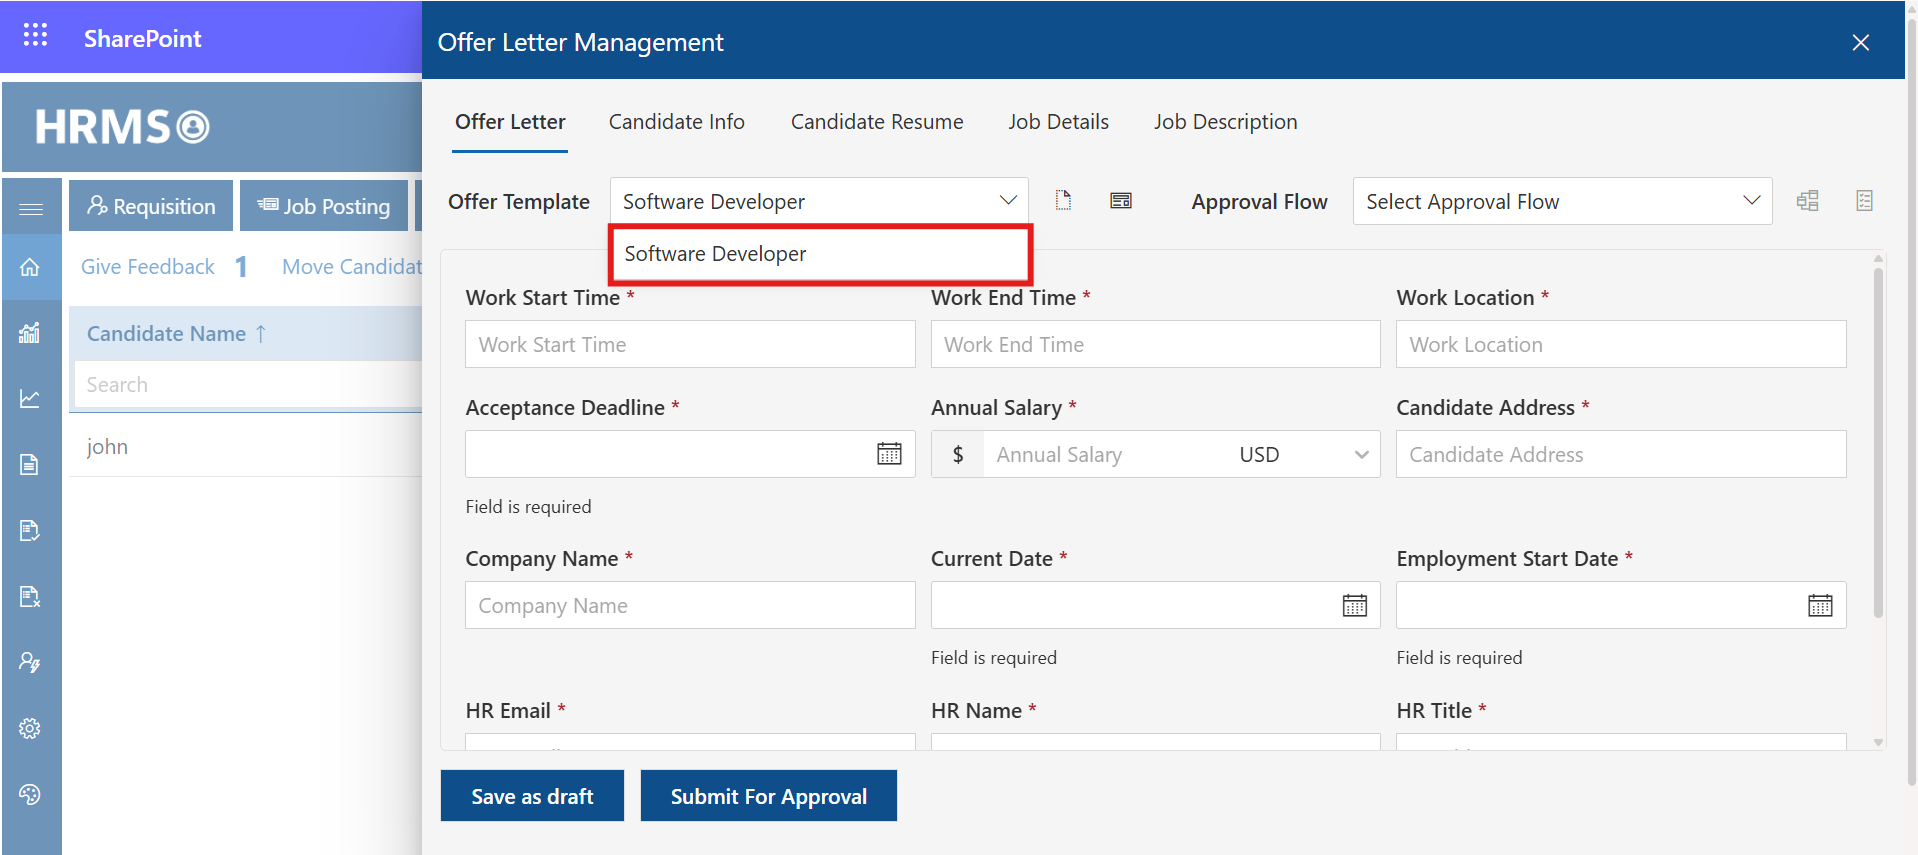 SharePoint
Offer Letter Management
HRMS
Offer Letter Candidate Info Candidate Resume Job Details Job Description
Requisition Job Posting
Offer Template Software Developer Approval Flow Select Approval Flow
Software Developer
Give Feedback 1 Move Candidat
Work Start Time * Work End Time * Work Location *
Candidate Name ↑
Work Start Time Work End Time Work Location
Search
Acceptance Deadline * Annual Salary * Candidate Address *
john
$ Annual Salary USD Candidate Address
Field is required
Company Name * Current Date * Employment Start Date *
Company Name
Field is required Field is required
HR Email * HR Name * HR Title *
Save as draft Submit For Approval